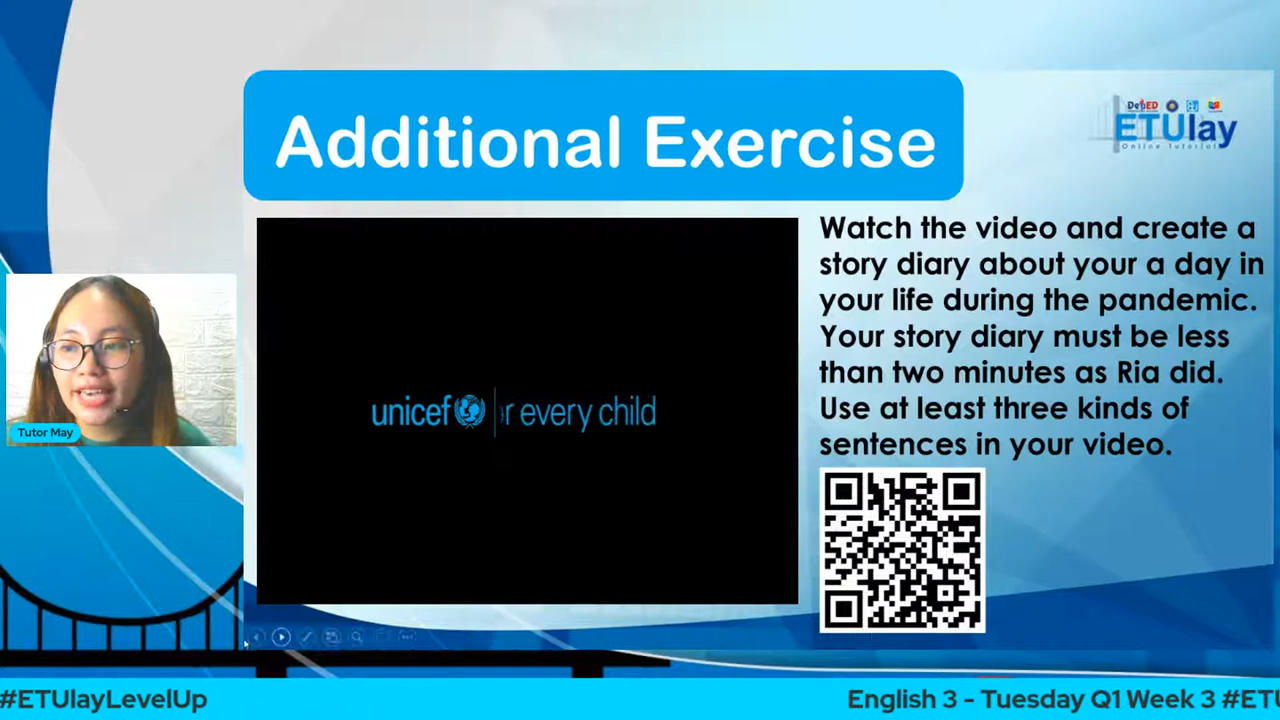 Additional Exercise
DepED
ETUlay
Online Tutorial
Watch the video and create a
story diary about your a day in
your life during the pandemic.
Your story diary must be less
than two minutes as Ria did.
Use at least three kinds of
sentences in your video.
unicef r every child
Tutor May
#ETUlayLevelUp
English 3 - Tuesday Q1 Week 3 #ETU